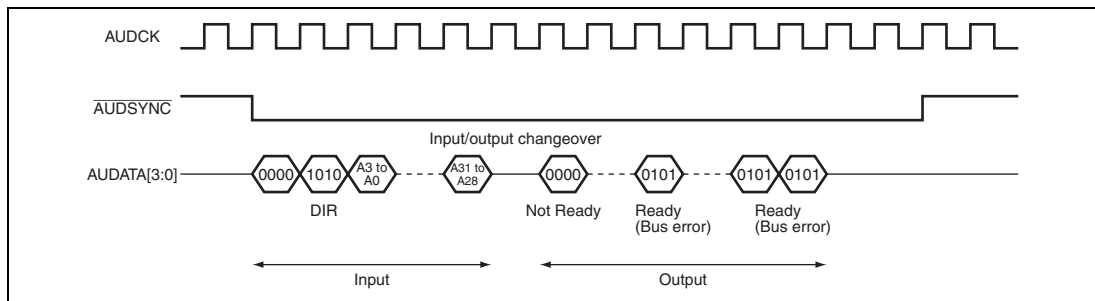 AUDCK
AUDSYNC
Input/output changeover
AUDATA[3:0]
0000
1010
A3 to
A0
A31 to
A28
0000
0101
0101
0101
DIR
Not Ready
Ready
(Bus error)
Ready
(Bus error)
Input
Output